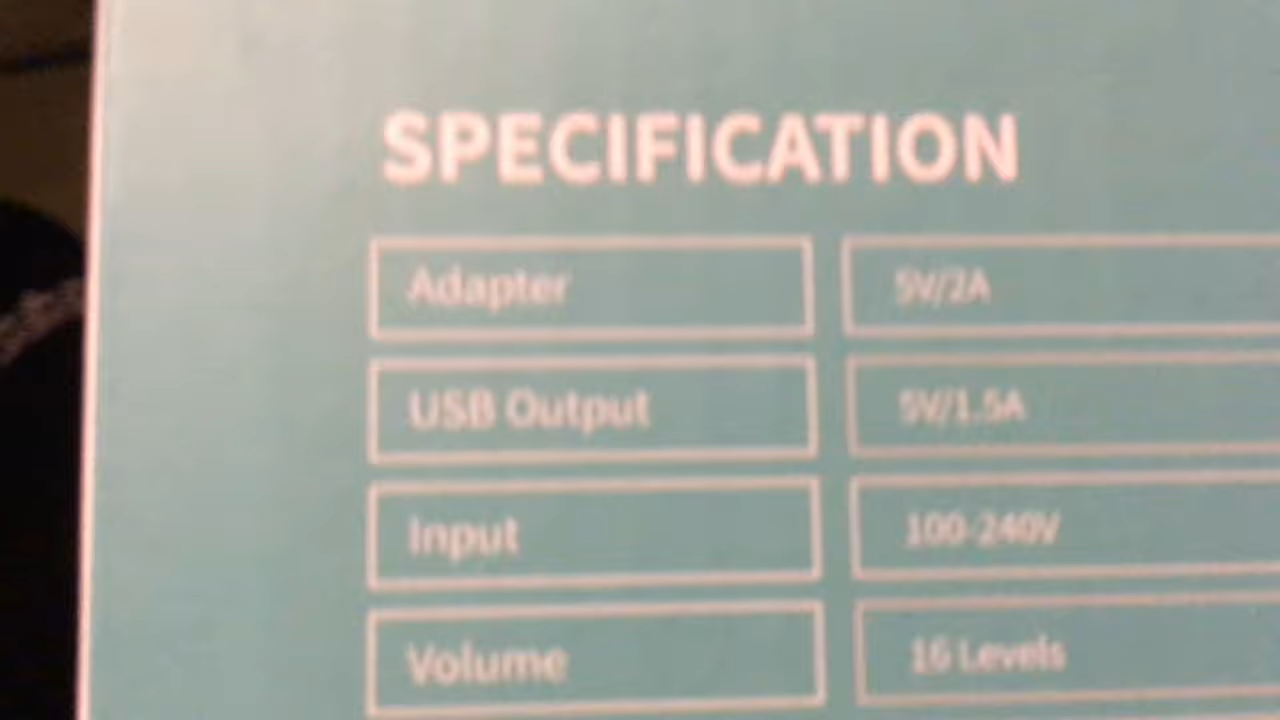 SPECIFICATION
Adapter 5V/2A
USB Output 5V/1.5A
Input 100-240V
Volume 16 Levels